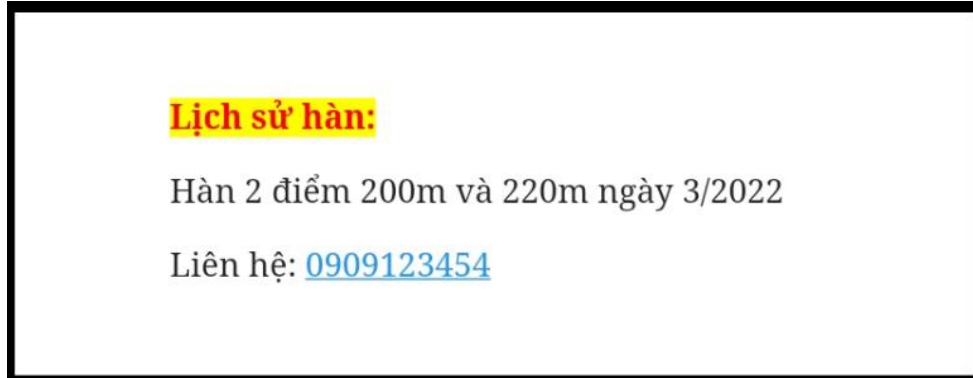 Lịch sử hàn:
Hàn 2 điểm 200m và 220m ngày 3/2022
Liên hệ: 0909123454